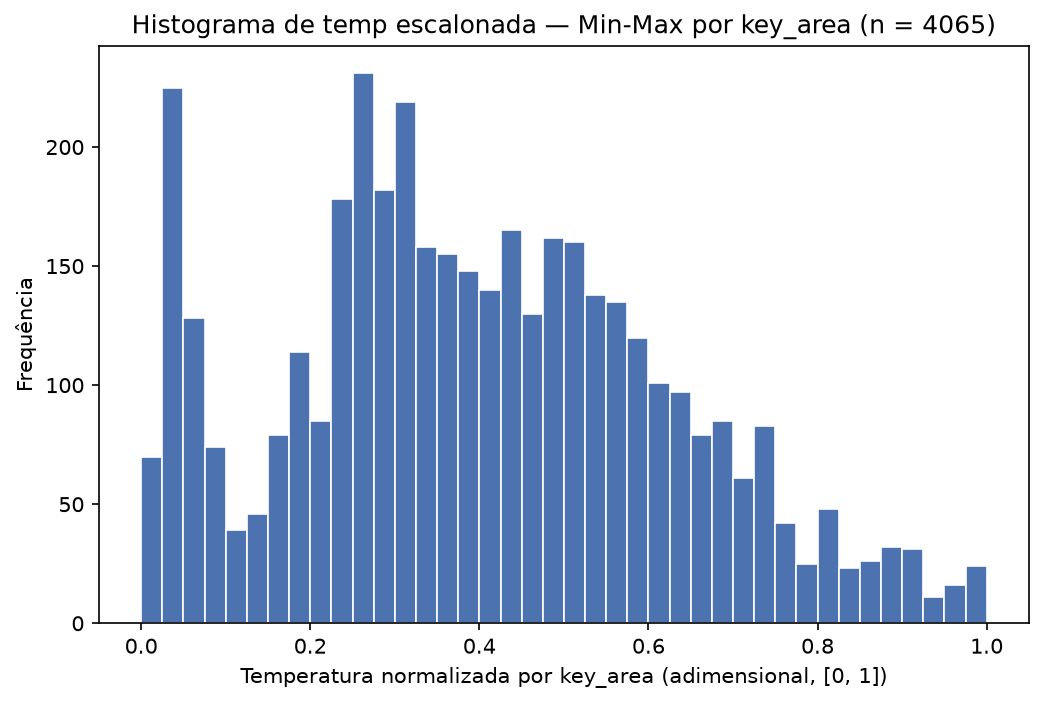 Histograma de temp escalonada — Min-Max por key_area (n = 4065)
Frequência
200
150
100
50
0
0.0 0.2 0.4 0.6 0.8 1.0
Temperatura normalizada por key_area (adimensional, [0, 1])